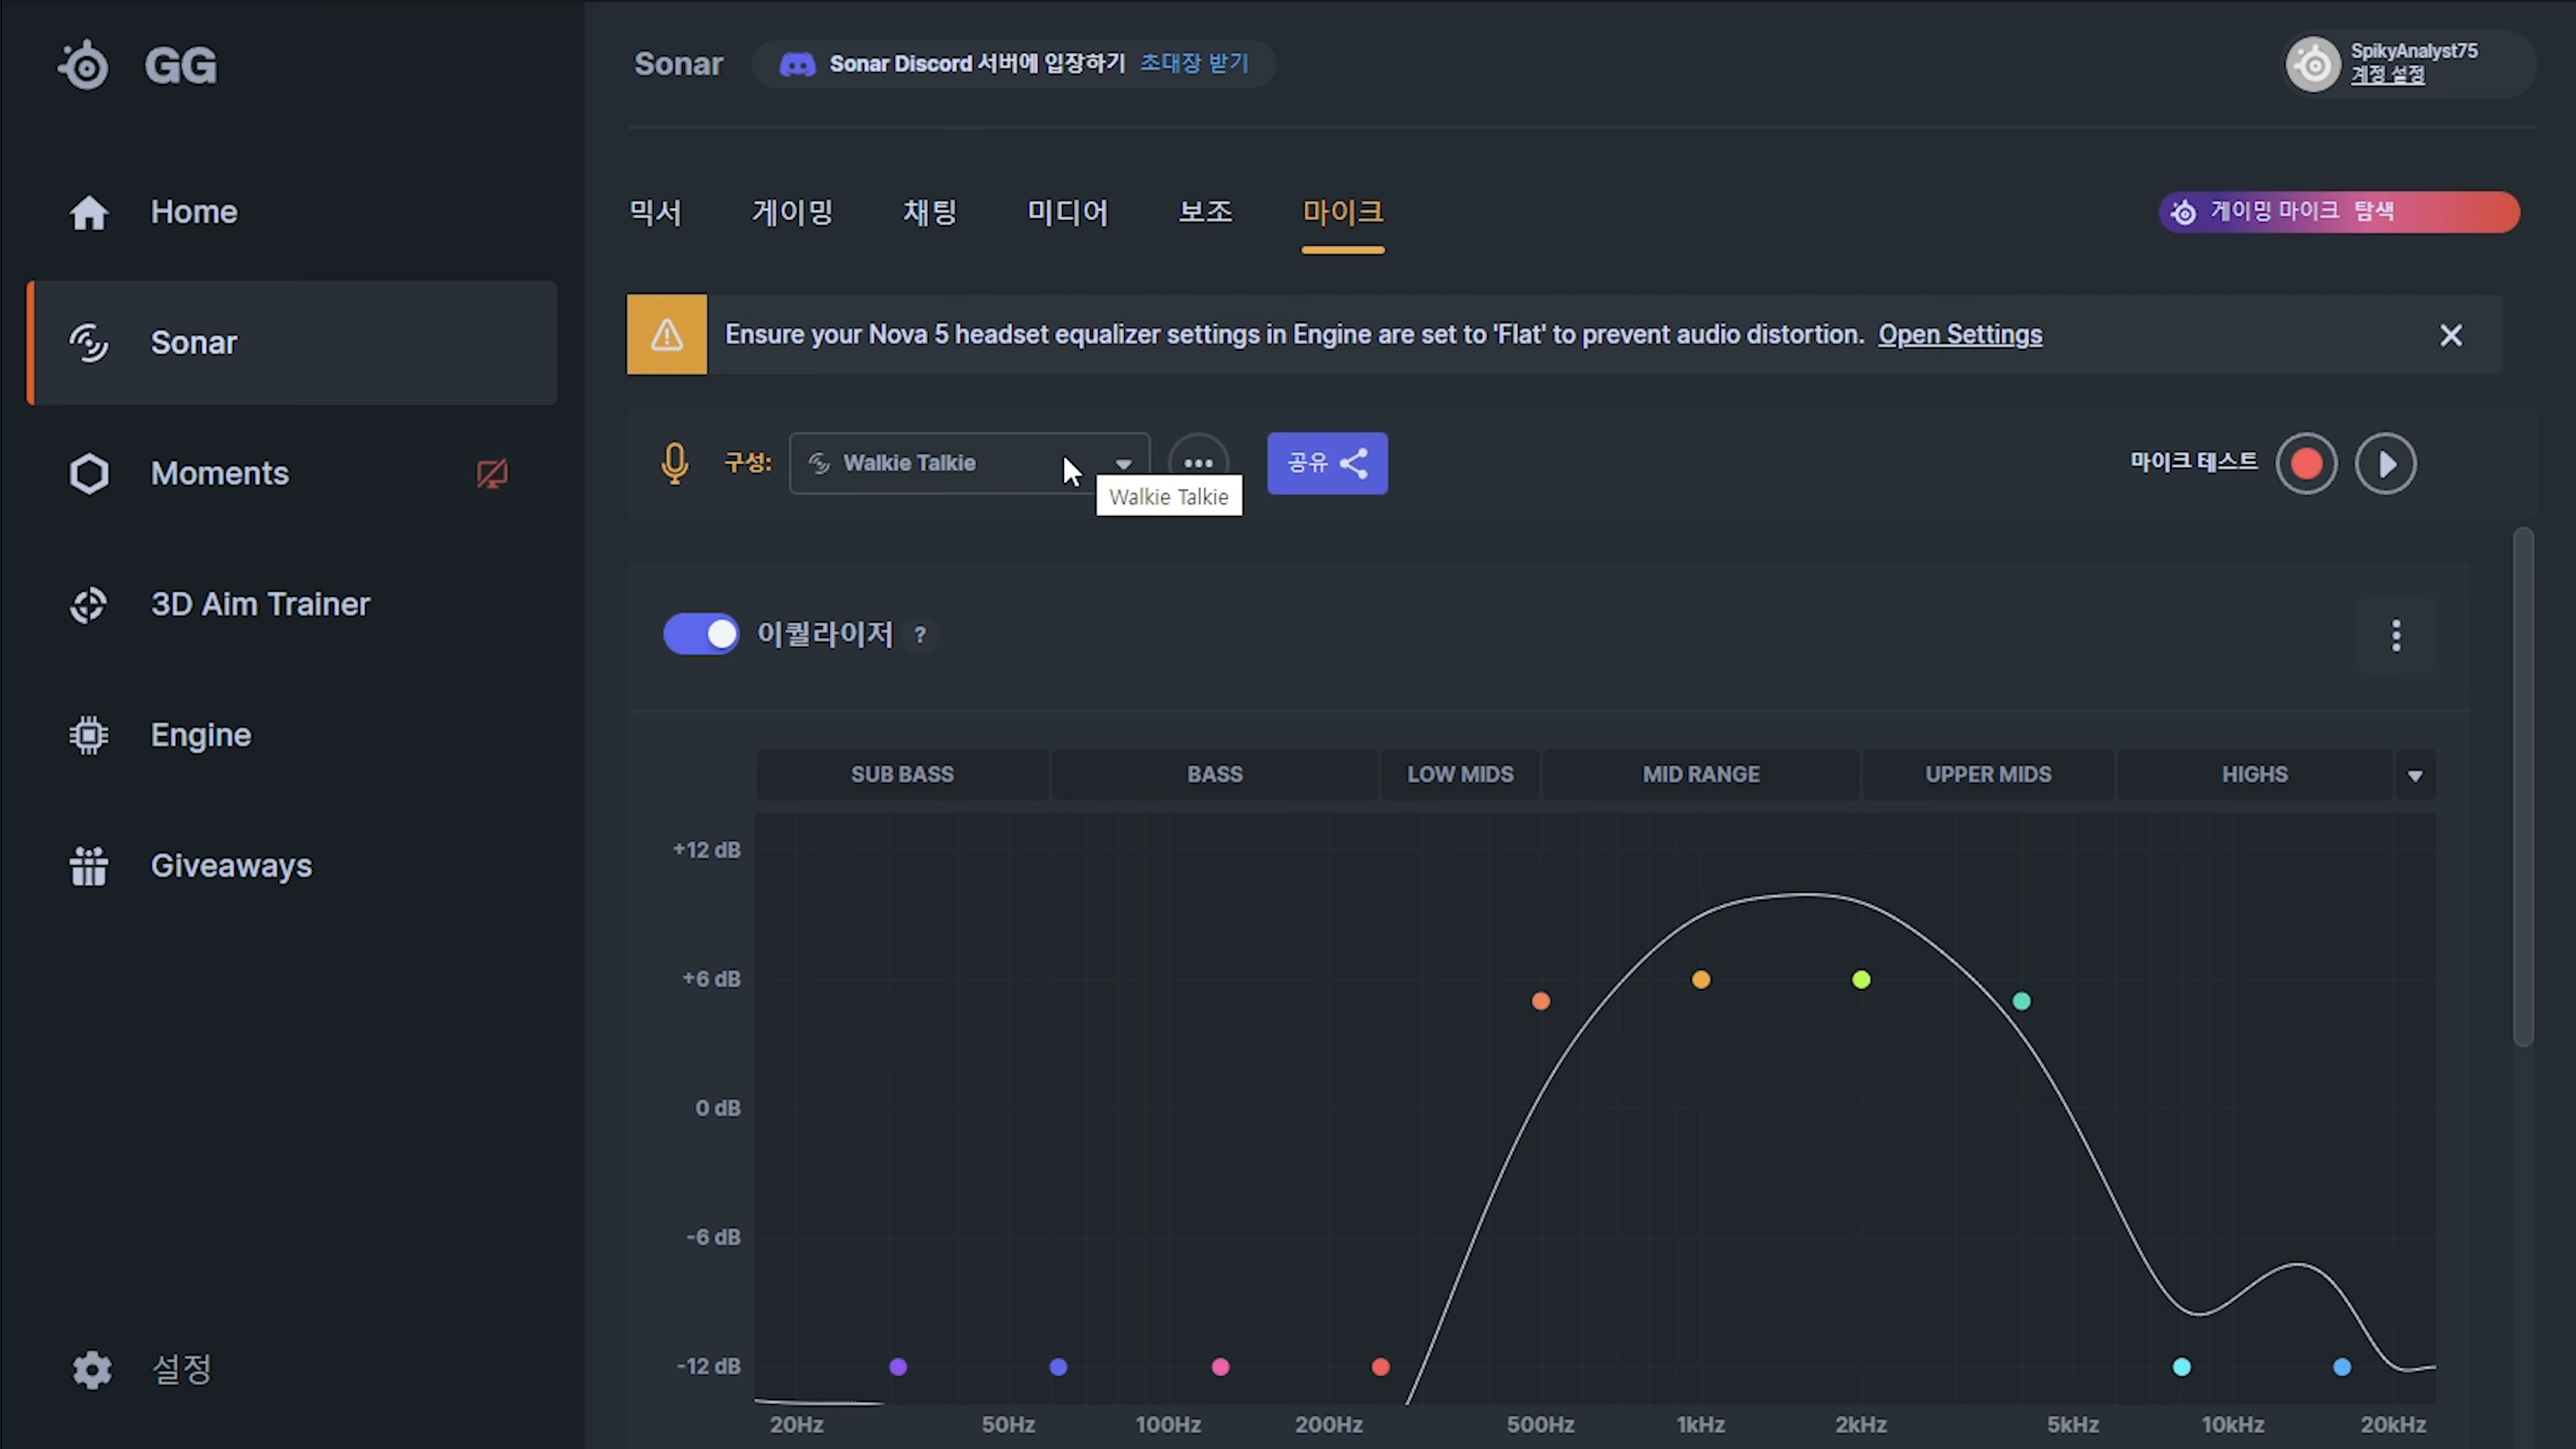 GG
Home
Sonar
Moments
3D Aim Trainer
Engine
Giveaways
설정
Sonar
Sonar Discord 서버에 입장하기 초대장 받기
SpikyAnalyst75
계정 설정
믹서 게이밍 채팅 미디어 보조 마이크
게이밍 마이크 탐색
Ensure your Nova 5 headset equalizer settings in Engine are set to 'Flat' to prevent audio distortion. Open Settings
구성: Walkie Talkie
Walkie Talkie
공유
마이크 테스트
이퀄라이저 ?
SUB BASS BASS LOW MIDS MID RANGE UPPER MIDS HIGHS
+12 dB
+6 dB
0 dB
-6 dB
-12 dB
20Hz 50Hz 100Hz 200Hz 500Hz 1kHz 2kHz 5kHz 10kHz 20kHz